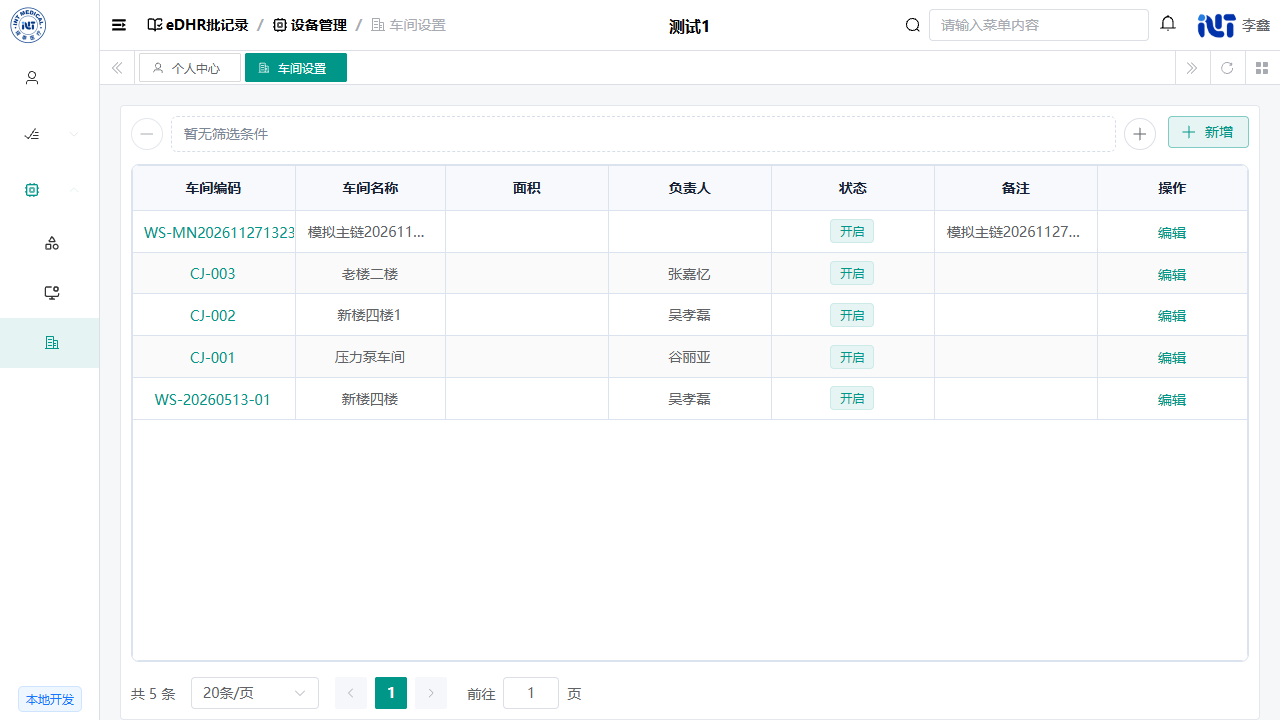 eDHR批记录 / 设备管理 / 车间设置
测试1
请输入菜单内容
李鑫
个人中心
车间设置
暂无筛选条件
新增
车间编码 车间名称 面积 负责人 状态 备注 操作
WS-MN202611271323 模拟主链202611... 开启 模拟主链20261127... 编辑
CJ-003 老楼二楼 张嘉忆 开启 编辑
CJ-002 新楼四楼1 吴孝磊 开启 编辑
CJ-001 压力泵车间 谷丽亚 开启 编辑
WS-20260513-01 新楼四楼 吴孝磊 开启 编辑
共 5 条 20条/页 1 前往 1 页
本地开发